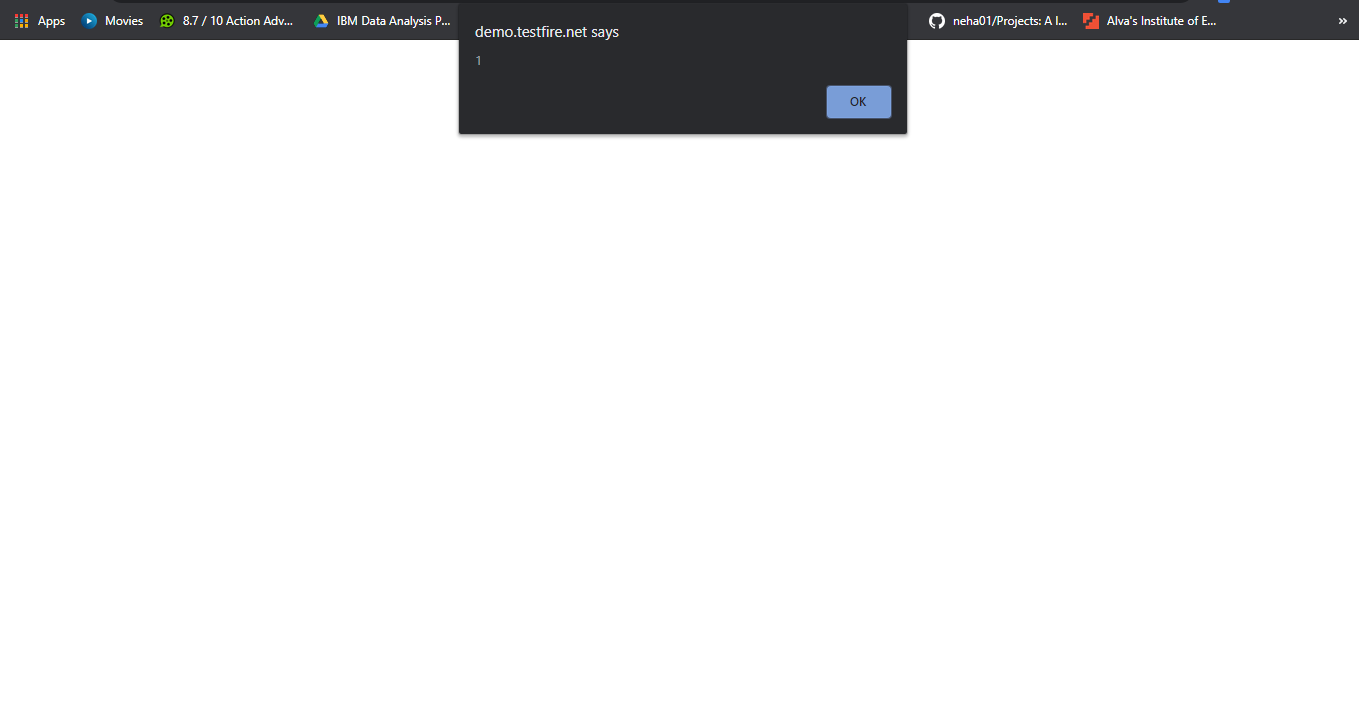 Apps Movies 8.7 / 10 Action Adv... IBM Data Analysis P... neha01/Projects: A I... Alva's Institute of E... »
demo.testfire.net says
1
OK